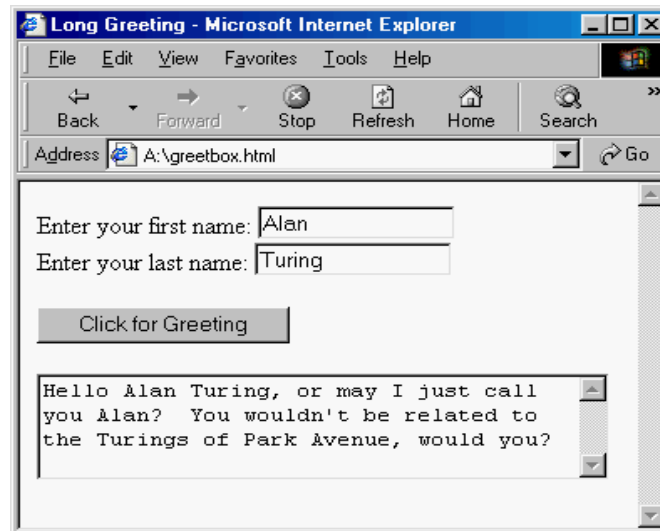 Long Greeting - Microsoft Internet Explorer
File Edit View Favorites Tools Help
Back Forward Stop Refresh Home Search »
Address A:\greetbox.html Go
Enter your first name: Alan
Enter your last name: Turing
Click for Greeting
Hello Alan Turing, or may I just call
you Alan?  You wouldn't be related to
the Turings of Park Avenue, would you?